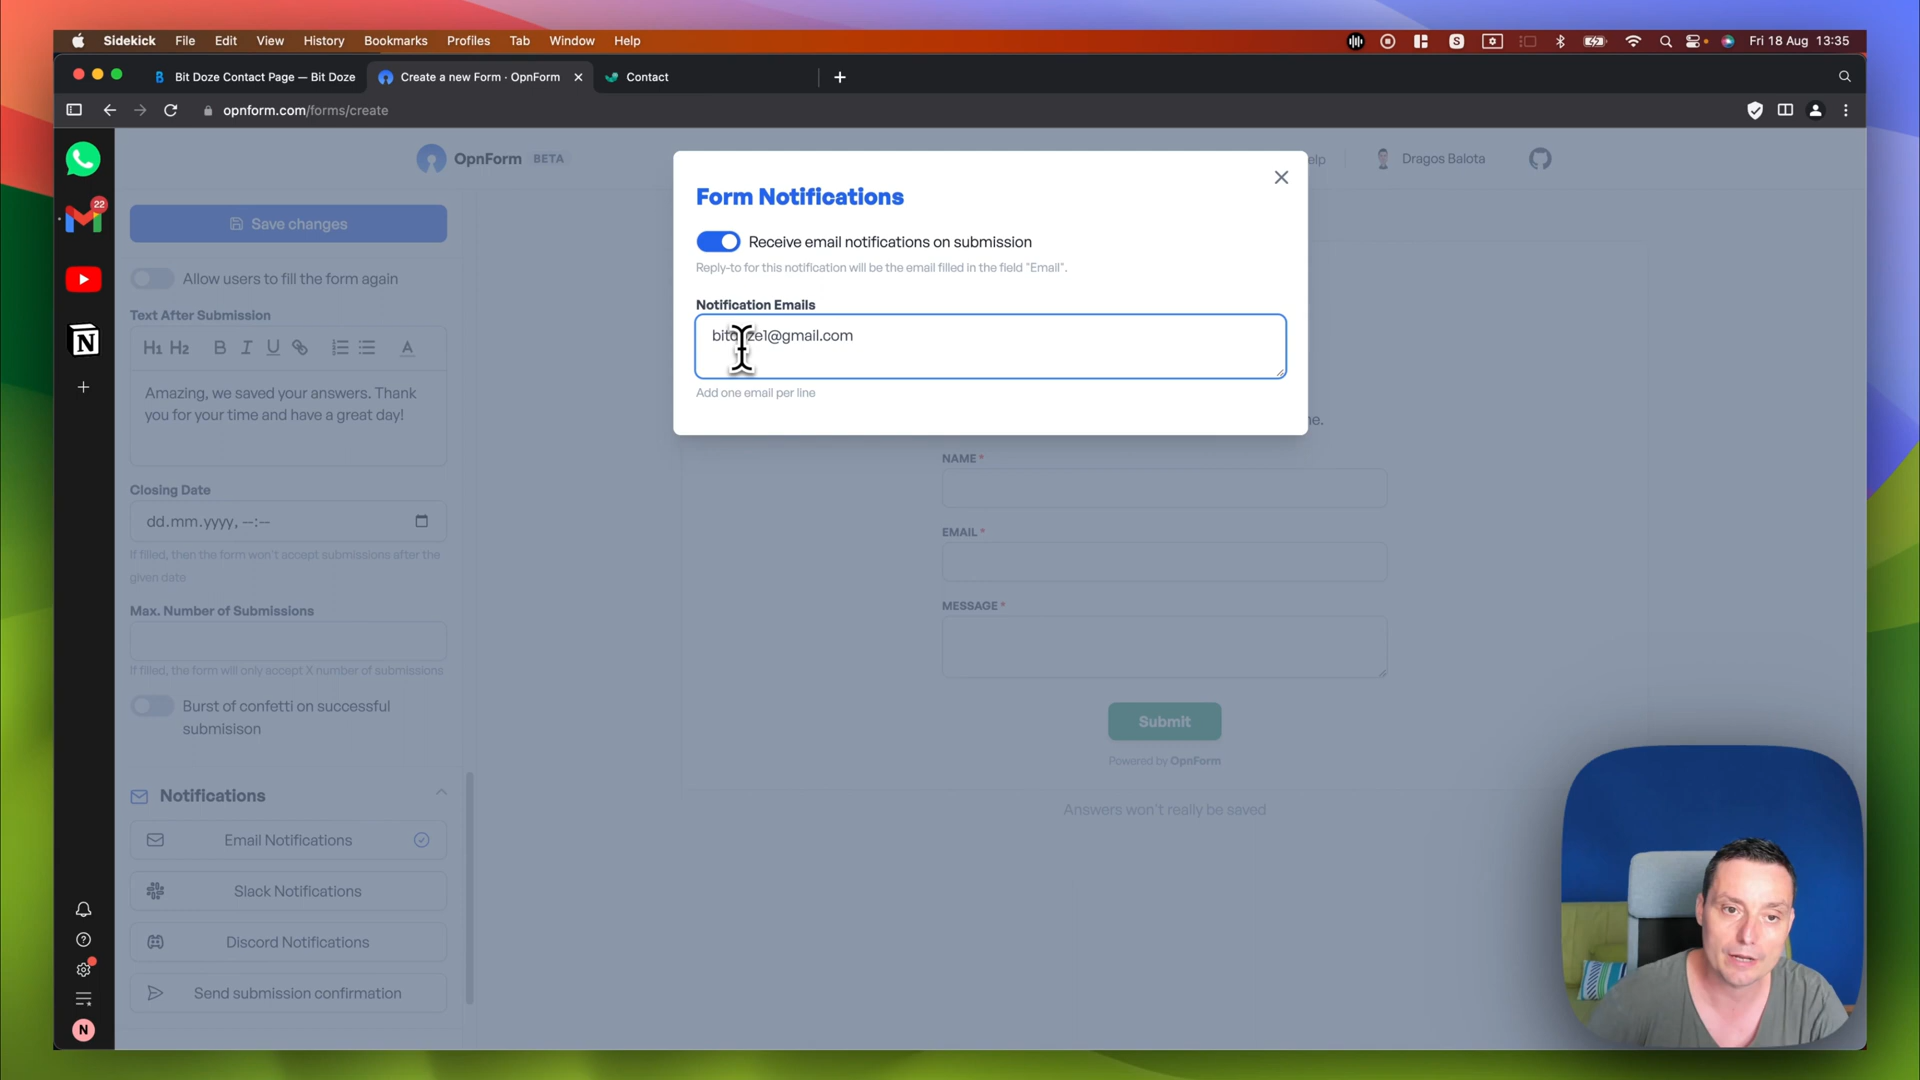 Sidekick File Edit View History Bookmarks Profiles Tab Window Help
S
Fri 18 Aug 13:35
Bit Doze Contact Page — Bit Doze
Create a new Form · OpnForm
Contact
opnform.com/forms/create
22
N
OpnForm BETA
elp
Dragos Balota
Save changes
Allow users to fill the form again
Text After Submission
H1 H2 B I U A
Amazing, we saved your answers. Thank
you for your time and have a great day!
Closing Date
dd.mm.yyyy, --:--
If filled, then the form won't accept submissions after the
given date
Max. Number of Submissions
If filled, the form will only accept X number of submissions
Burst of confetti on successful
submisison
Notifications
Email Notifications
Slack Notifications
Discord Notifications
Send submission confirmation
Form Notifications
Receive email notifications on submission
Reply-to for this notification will be the email filled in the field "Email".
Notification Emails
Add one email per line
ne.
NAME *
EMAIL *
MESSAGE *
Submit
Powered by OpnForm
Answers won't really be saved
N